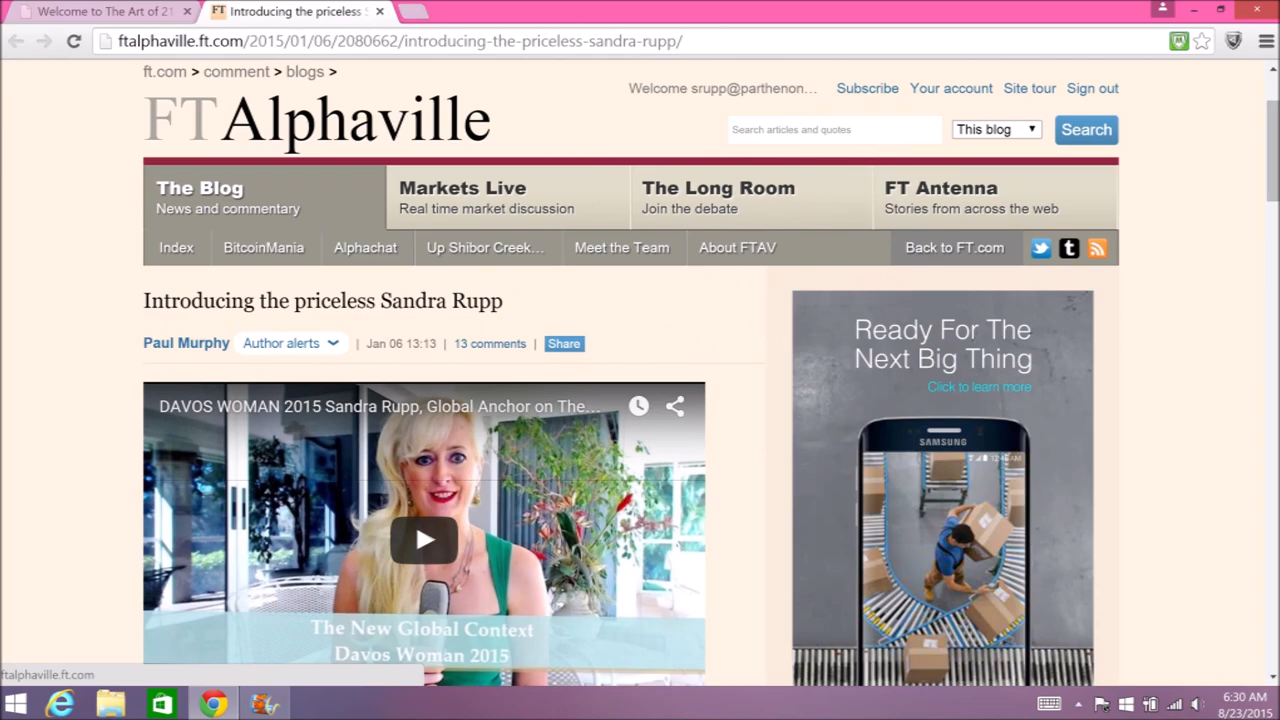 Welcome to The Art of 21
FT Introducing the priceless S
ftalphaville.ft.com/2015/01/06/2080662/introducing-the-priceless-sandra-rupp/
ft.com > comment > blogs >
Welcome srupp@parthenon... Subscribe Your account Site tour Sign out
FT Alphaville
Search articles and quotes This blog Search
The Blog
News and commentary
Markets Live
Real time market discussion
The Long Room
Join the debate
FT Antenna
Stories from across the web
Index BitcoinMania Alphachat Up Shibor Creek... Meet the Team About FTAV Back to FT.com
Introducing the priceless Sandra Rupp
Paul Murphy Author alerts | Jan 06 13:13 | 13 comments | Share
DAVOS WOMAN 2015 Sandra Rupp, Global Anchor on The...
The New Global Context
Davos Woman 2015
Ready For The
Next Big Thing
Click to learn more
SAMSUNG
ftalphaville.ft.com
6:30 AM
8/23/2015